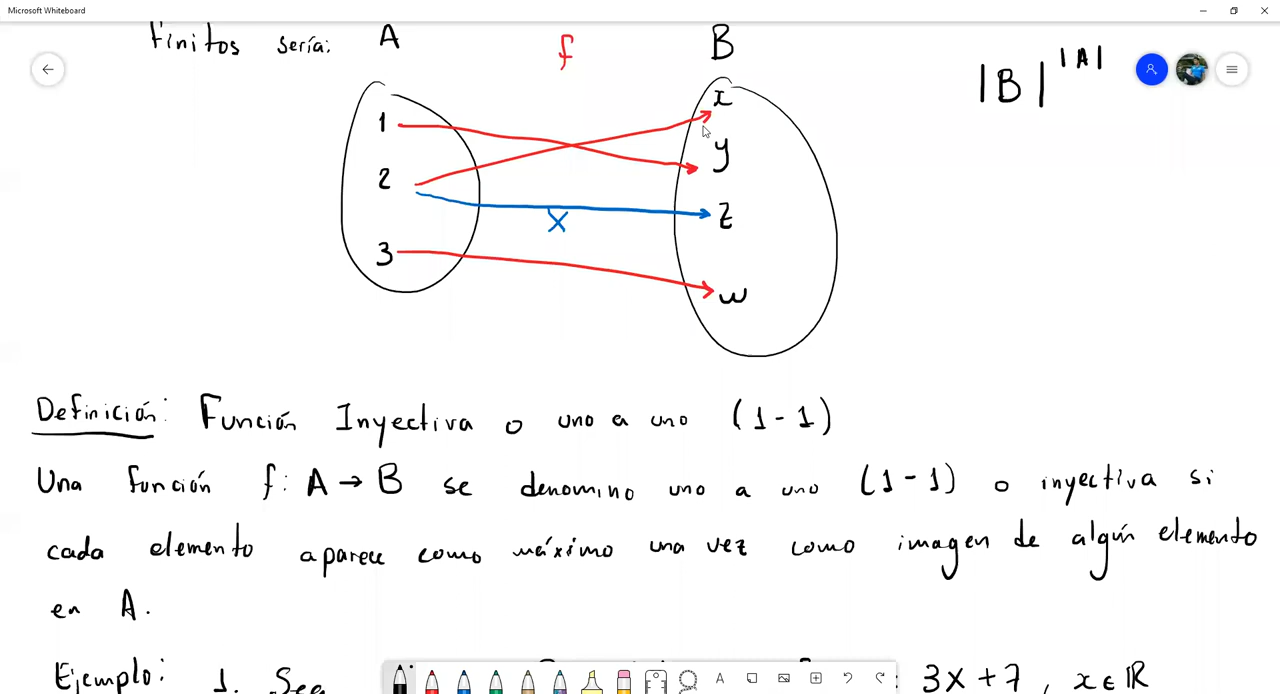 Microsoft Whiteboard
finitos sería:
A f B
|B|^|A|
1 x
2 y
X z
3 w
Definición: Función Inyectiva o uno a uno (1-1)
Una función f: A → B se denomino uno a uno (1-1) o inyectiva si
cada elemento aparece como máximo una vez como imagen de algún elemento
en A.
Ejemplo: 1. Sea 3x+7, x∈ℝ
A